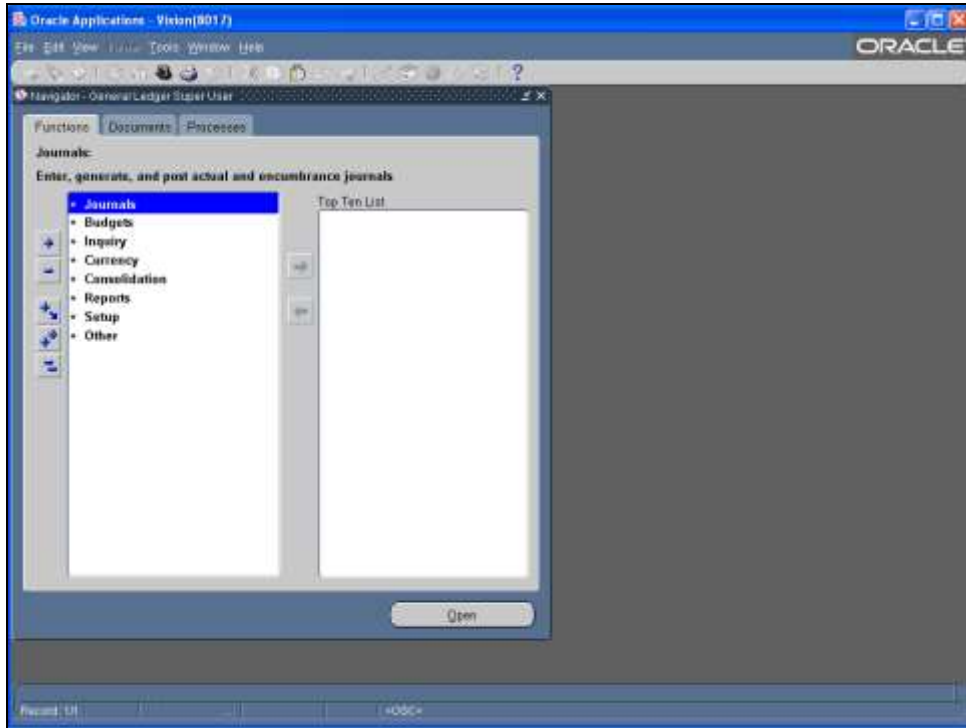 Oracle Applications - Vision(8017)
File Edit View Tools Window Help
ORACLE
Navigator - General Ledger Super User
Functions Documents Processes
Journals:
Enter, generate, and post actual and encumbrance journals
Top Ten List
Journals
Budgets
Inquiry
Currency
Consolidation
Reports
Setup
Other
Open
Record: 1/1 <OSC>